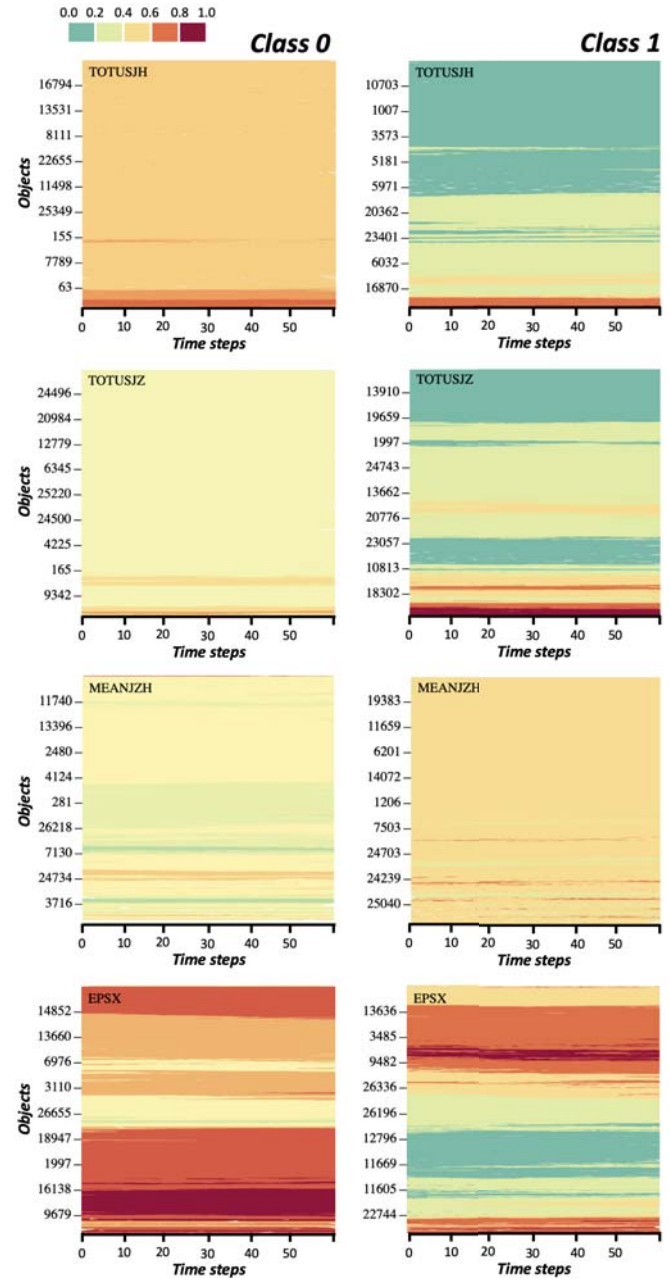 0.0 0.2 0.4 0.6 0.8 1.0
Class 0
Class 1
TOTUSJH
16794
13531
8111
22655
11498
25349
155
7789
63
Objects
0 10 20 30 40 50
Time steps
TOTUSJH
10703
1007
3573
5181
5971
20362
23401
6032
16870
0 10 20 30 40 50
Time steps
TOTUSJZ
24496
20984
12779
6345
25220
24500
4225
165
9342
Objects
0 10 20 30 40 50
Time steps
TOTUSJZ
13910
19659
1997
24743
13662
20776
23057
10813
18302
0 10 20 30 40 50
Time steps
MEANJZH
11740
13396
2480
4124
281
26218
7130
24734
3716
Objects
0 10 20 30 40 50
Time steps
MEANJZH
19383
11659
6201
14072
1206
7503
24703
24239
25040
0 10 20 30 40 50
Time steps
EPSX
14852
13660
6976
3110
26655
18947
1997
16138
9679
Objects
0 10 20 30 40 50
Time steps
EPSX
13636
3485
9482
26336
26196
12796
11669
11605
22744
0 10 20 30 40 50
Time steps